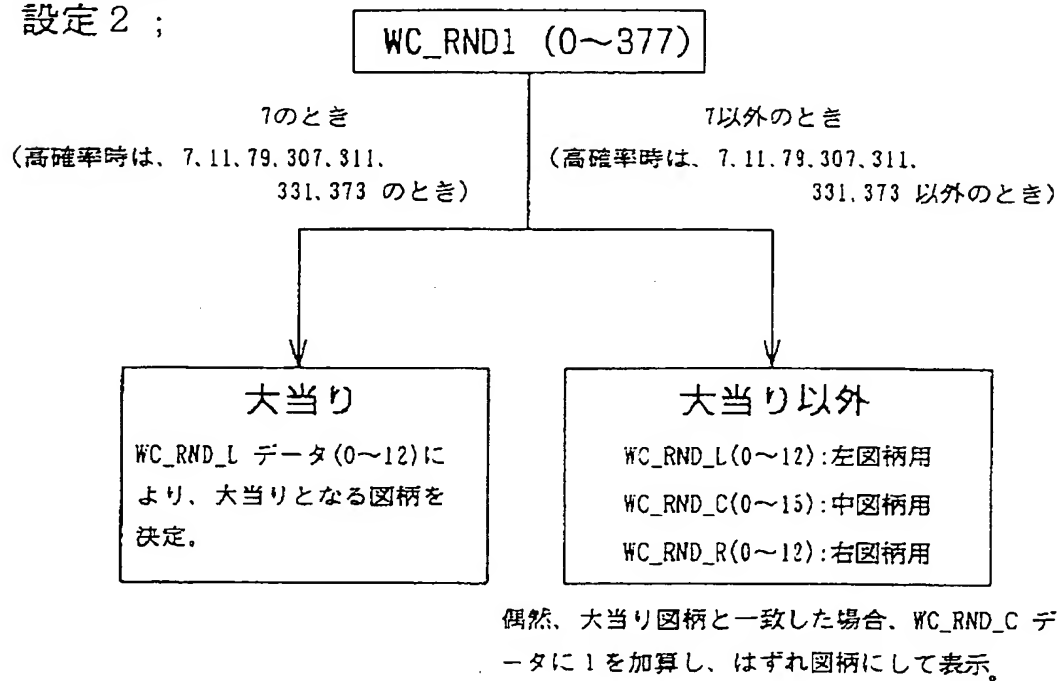 設定2 ;
WC_RND1 (0～377)
7のとき
(高確率時は、7.11.79.307.311.
331.373 のとき)
7以外のとき
(高確率時は、7.11.79.307.311.
331.373 以外のとき)
大当り
WC_RND_L データ(0～12)に
より、大当りとなる図柄を
決定。
大当り以外
WC_RND_L(0～12):左図柄用
WC_RND_C(0～15):中図柄用
WC_RND_R(0～12):右図柄用
偶然、大当り図柄と一致した場合、WC_RND_C デ
ータに1を加算し、はずれ図柄にして表示。